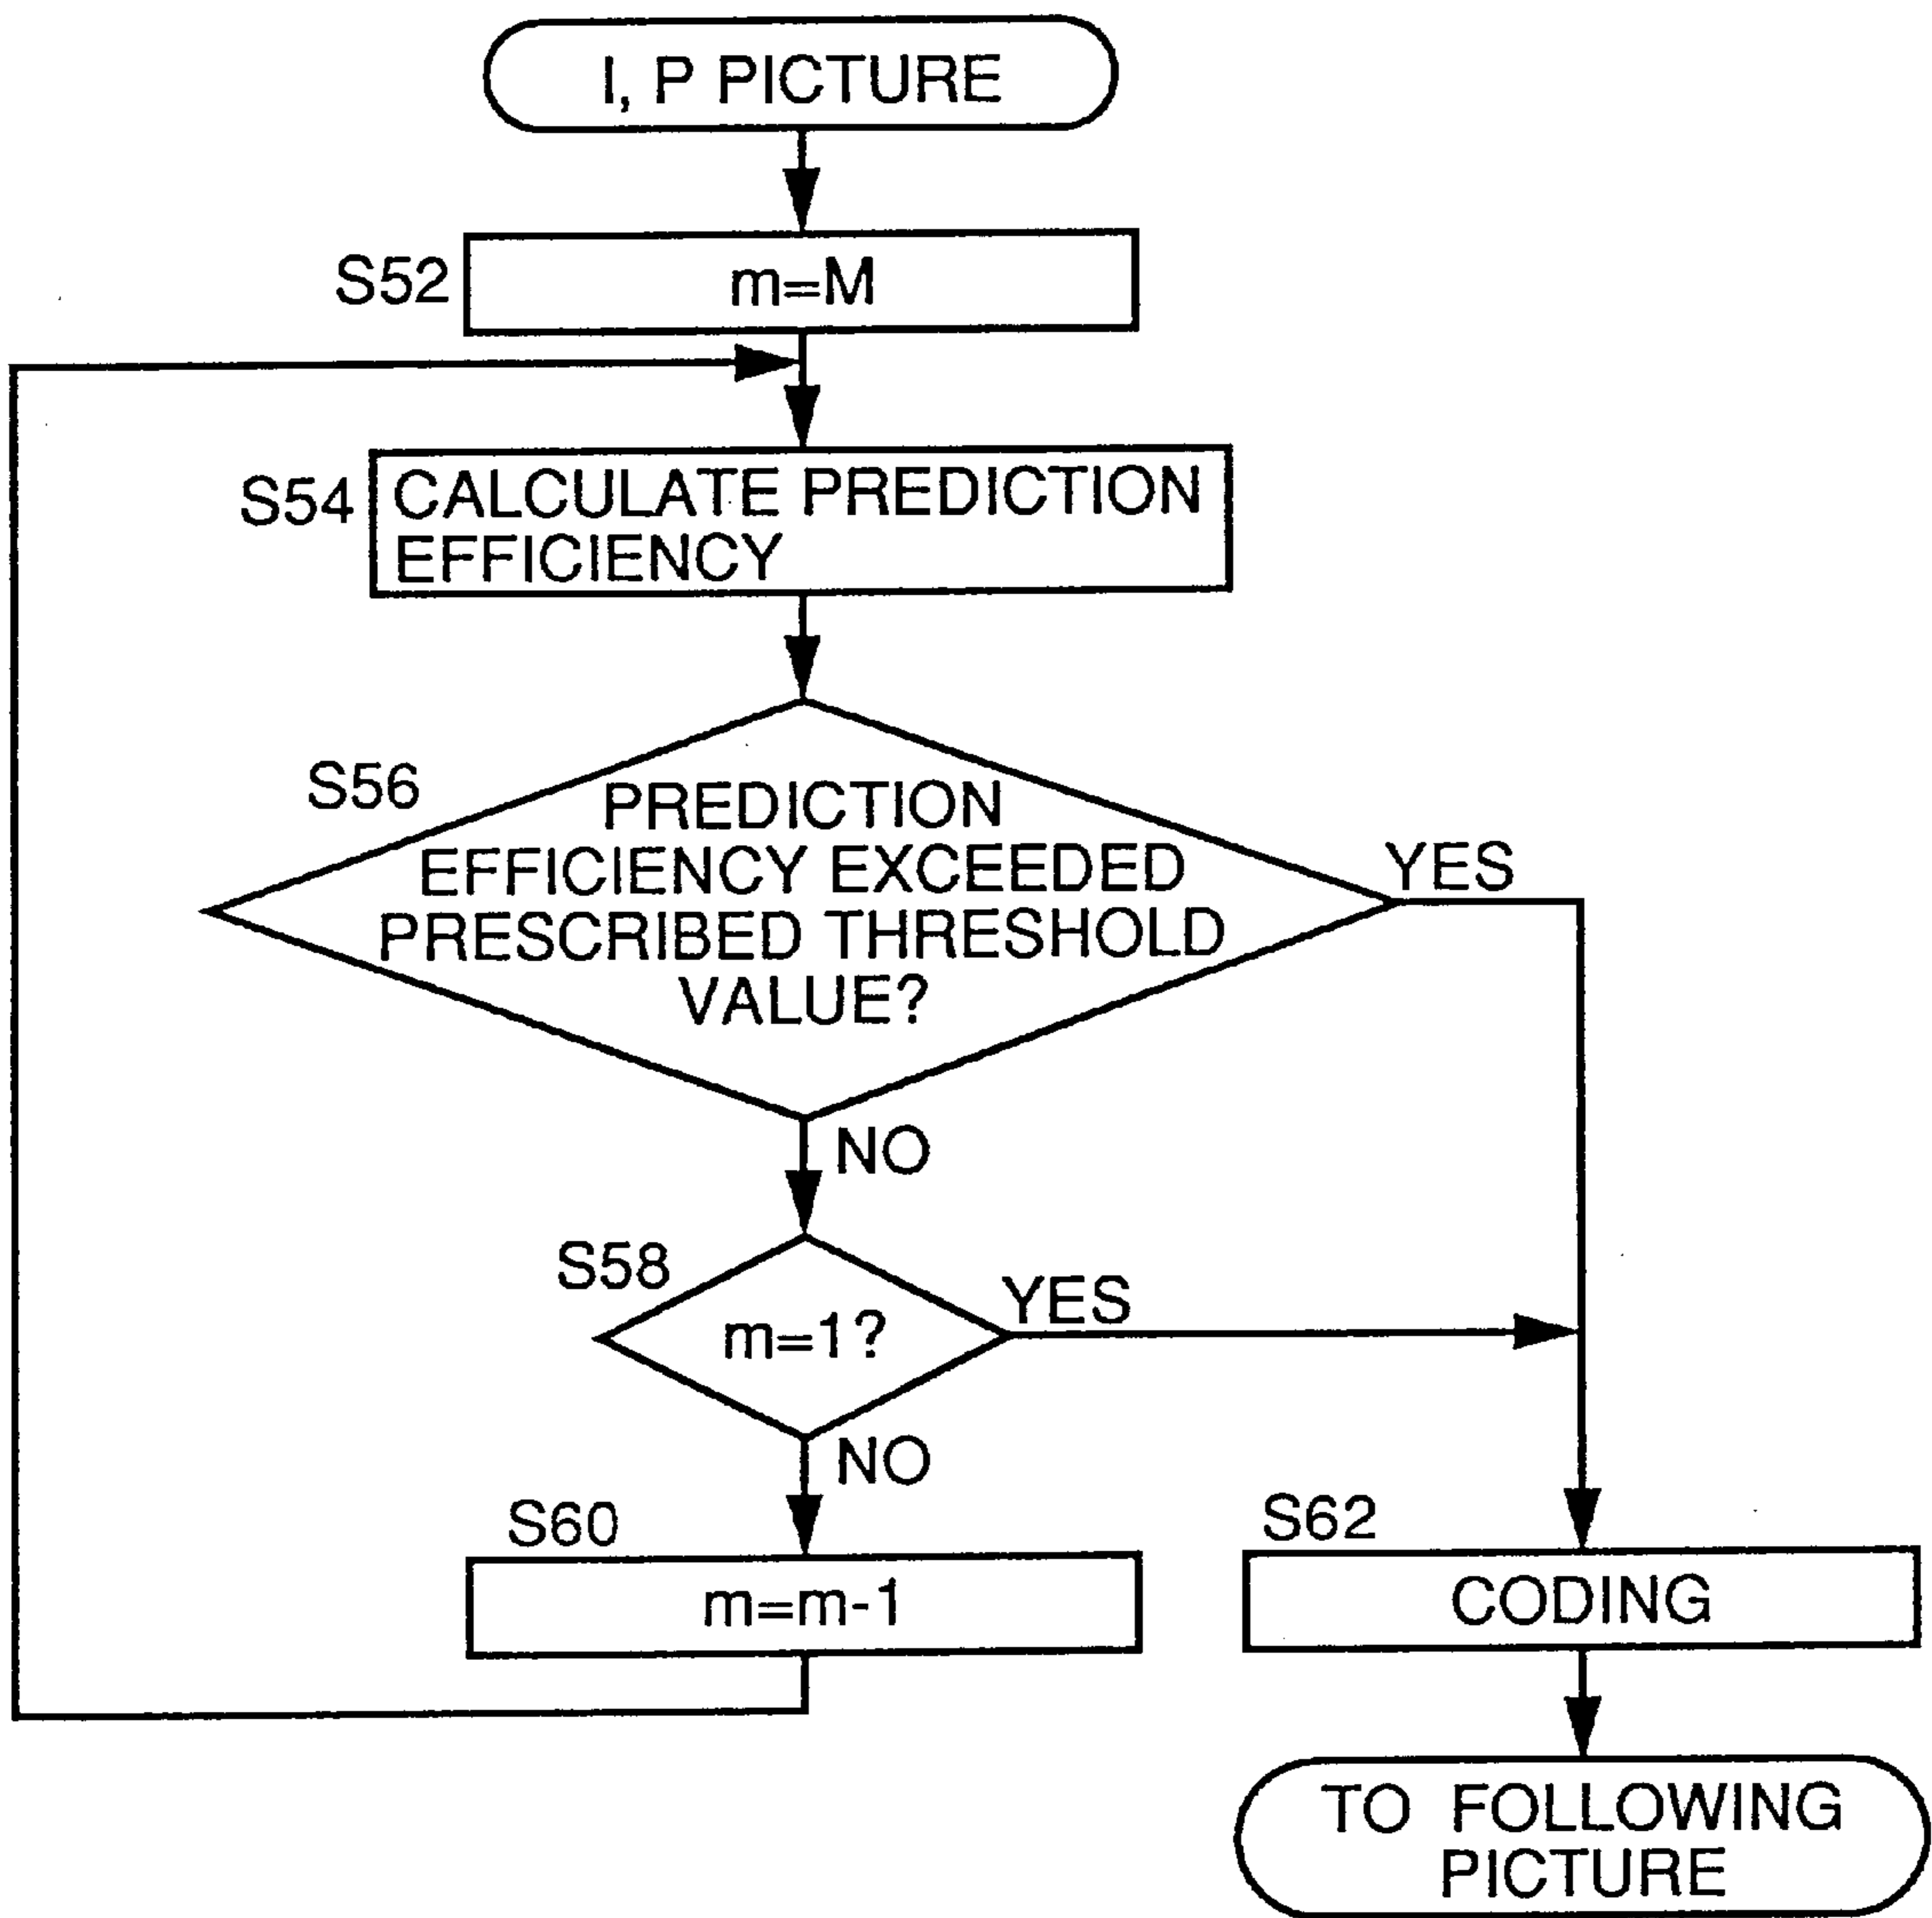 I, P PICTURE
S52
m=M
S54
CALCULATE PREDICTION
EFFICIENCY
S56
PREDICTION
EFFICIENCY EXCEEDED
PRESCRIBED THRESHOLD
VALUE?
YES
NO
S58
m=1?
YES
NO
S60
m=m-1
S62
CODING
TO FOLLOWING
PICTURE